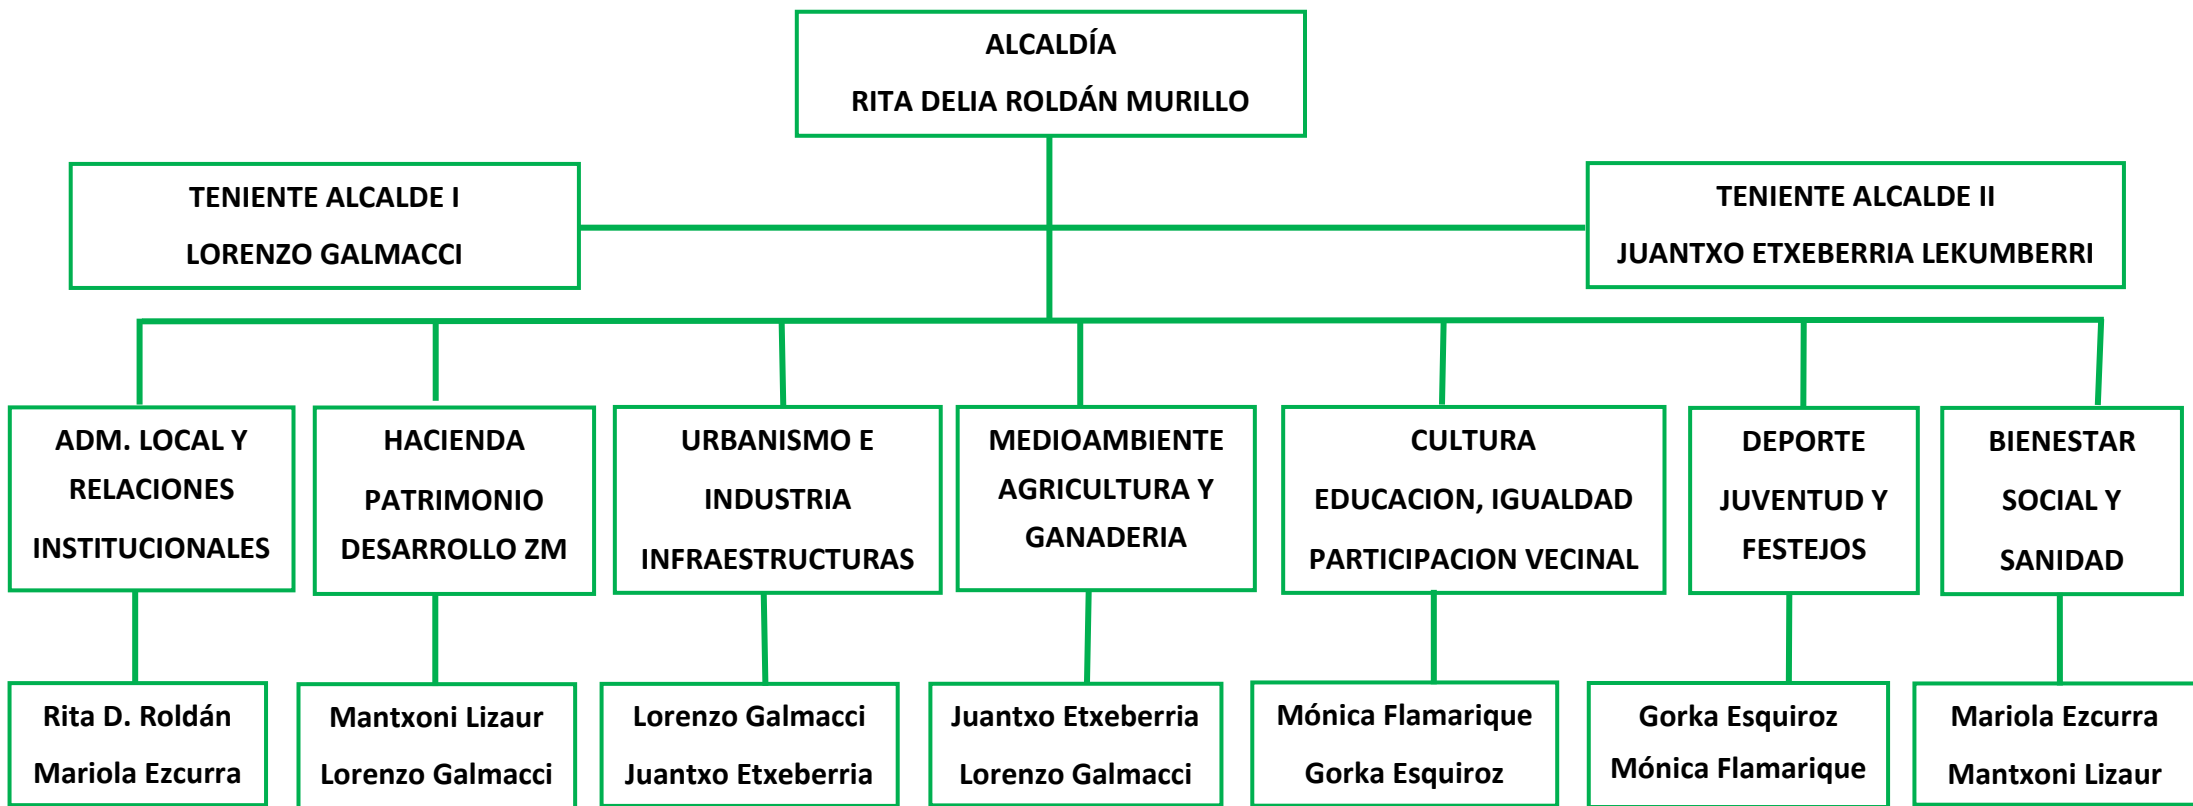 ALCALDÍA
RITA DELIA ROLDÁN MURILLO
TENIENTE ALCALDE I
LORENZO GALMACCI
TENIENTE ALCALDE II
JUANTXO ETXEBERRIA LEKUMBERRI
ADM. LOCAL Y
RELACIONES
INSTITUCIONALES
HACIENDA
PATRIMONIO
DESARROLLO ZM
URBANISMO E
INDUSTRIA
INFRAESTRUCTURAS
MEDIOAMBIENTE
AGRICULTURA Y
GANADERIA
CULTURA
EDUCACION, IGUALDAD
PARTICIPACION VECINAL
DEPORTE
JUVENTUD Y
FESTEJOS
BIENESTAR
SOCIAL Y
SANIDAD
Rita D. Roldán
Mariola Ezcurra
Mantxoni Lizaur
Lorenzo Galmacci
Lorenzo Galmacci
Juantxo Etxeberria
Juantxo Etxeberria
Lorenzo Galmacci
Mónica Flamarique
Gorka Esquiroz
Gorka Esquiroz
Mónica Flamarique
Mariola Ezcurra
Mantxoni Lizaur